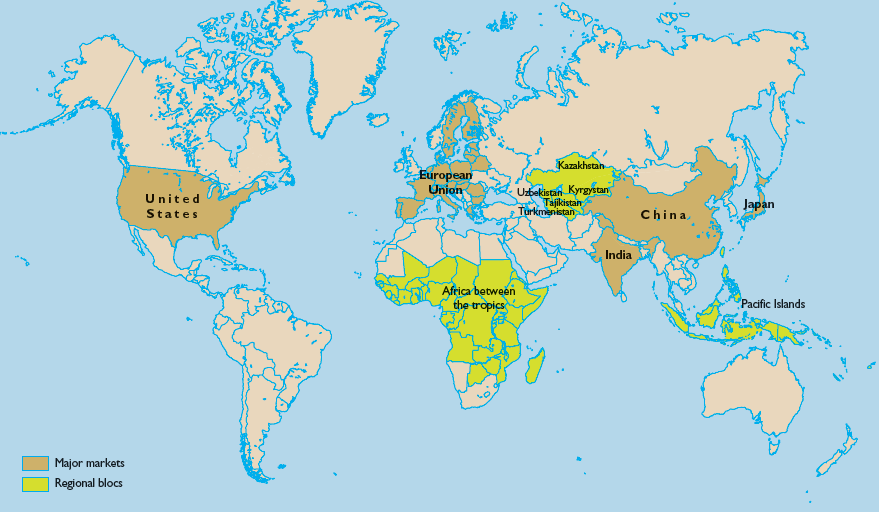 Kazakhstan
European
Union
Uzbekistan
Kyrgystan
United
States
Tajikistan
Turkmenistan
China
Japan
India
Africa between
the tropics
Pacific Islands
Major markets
Regional blocs